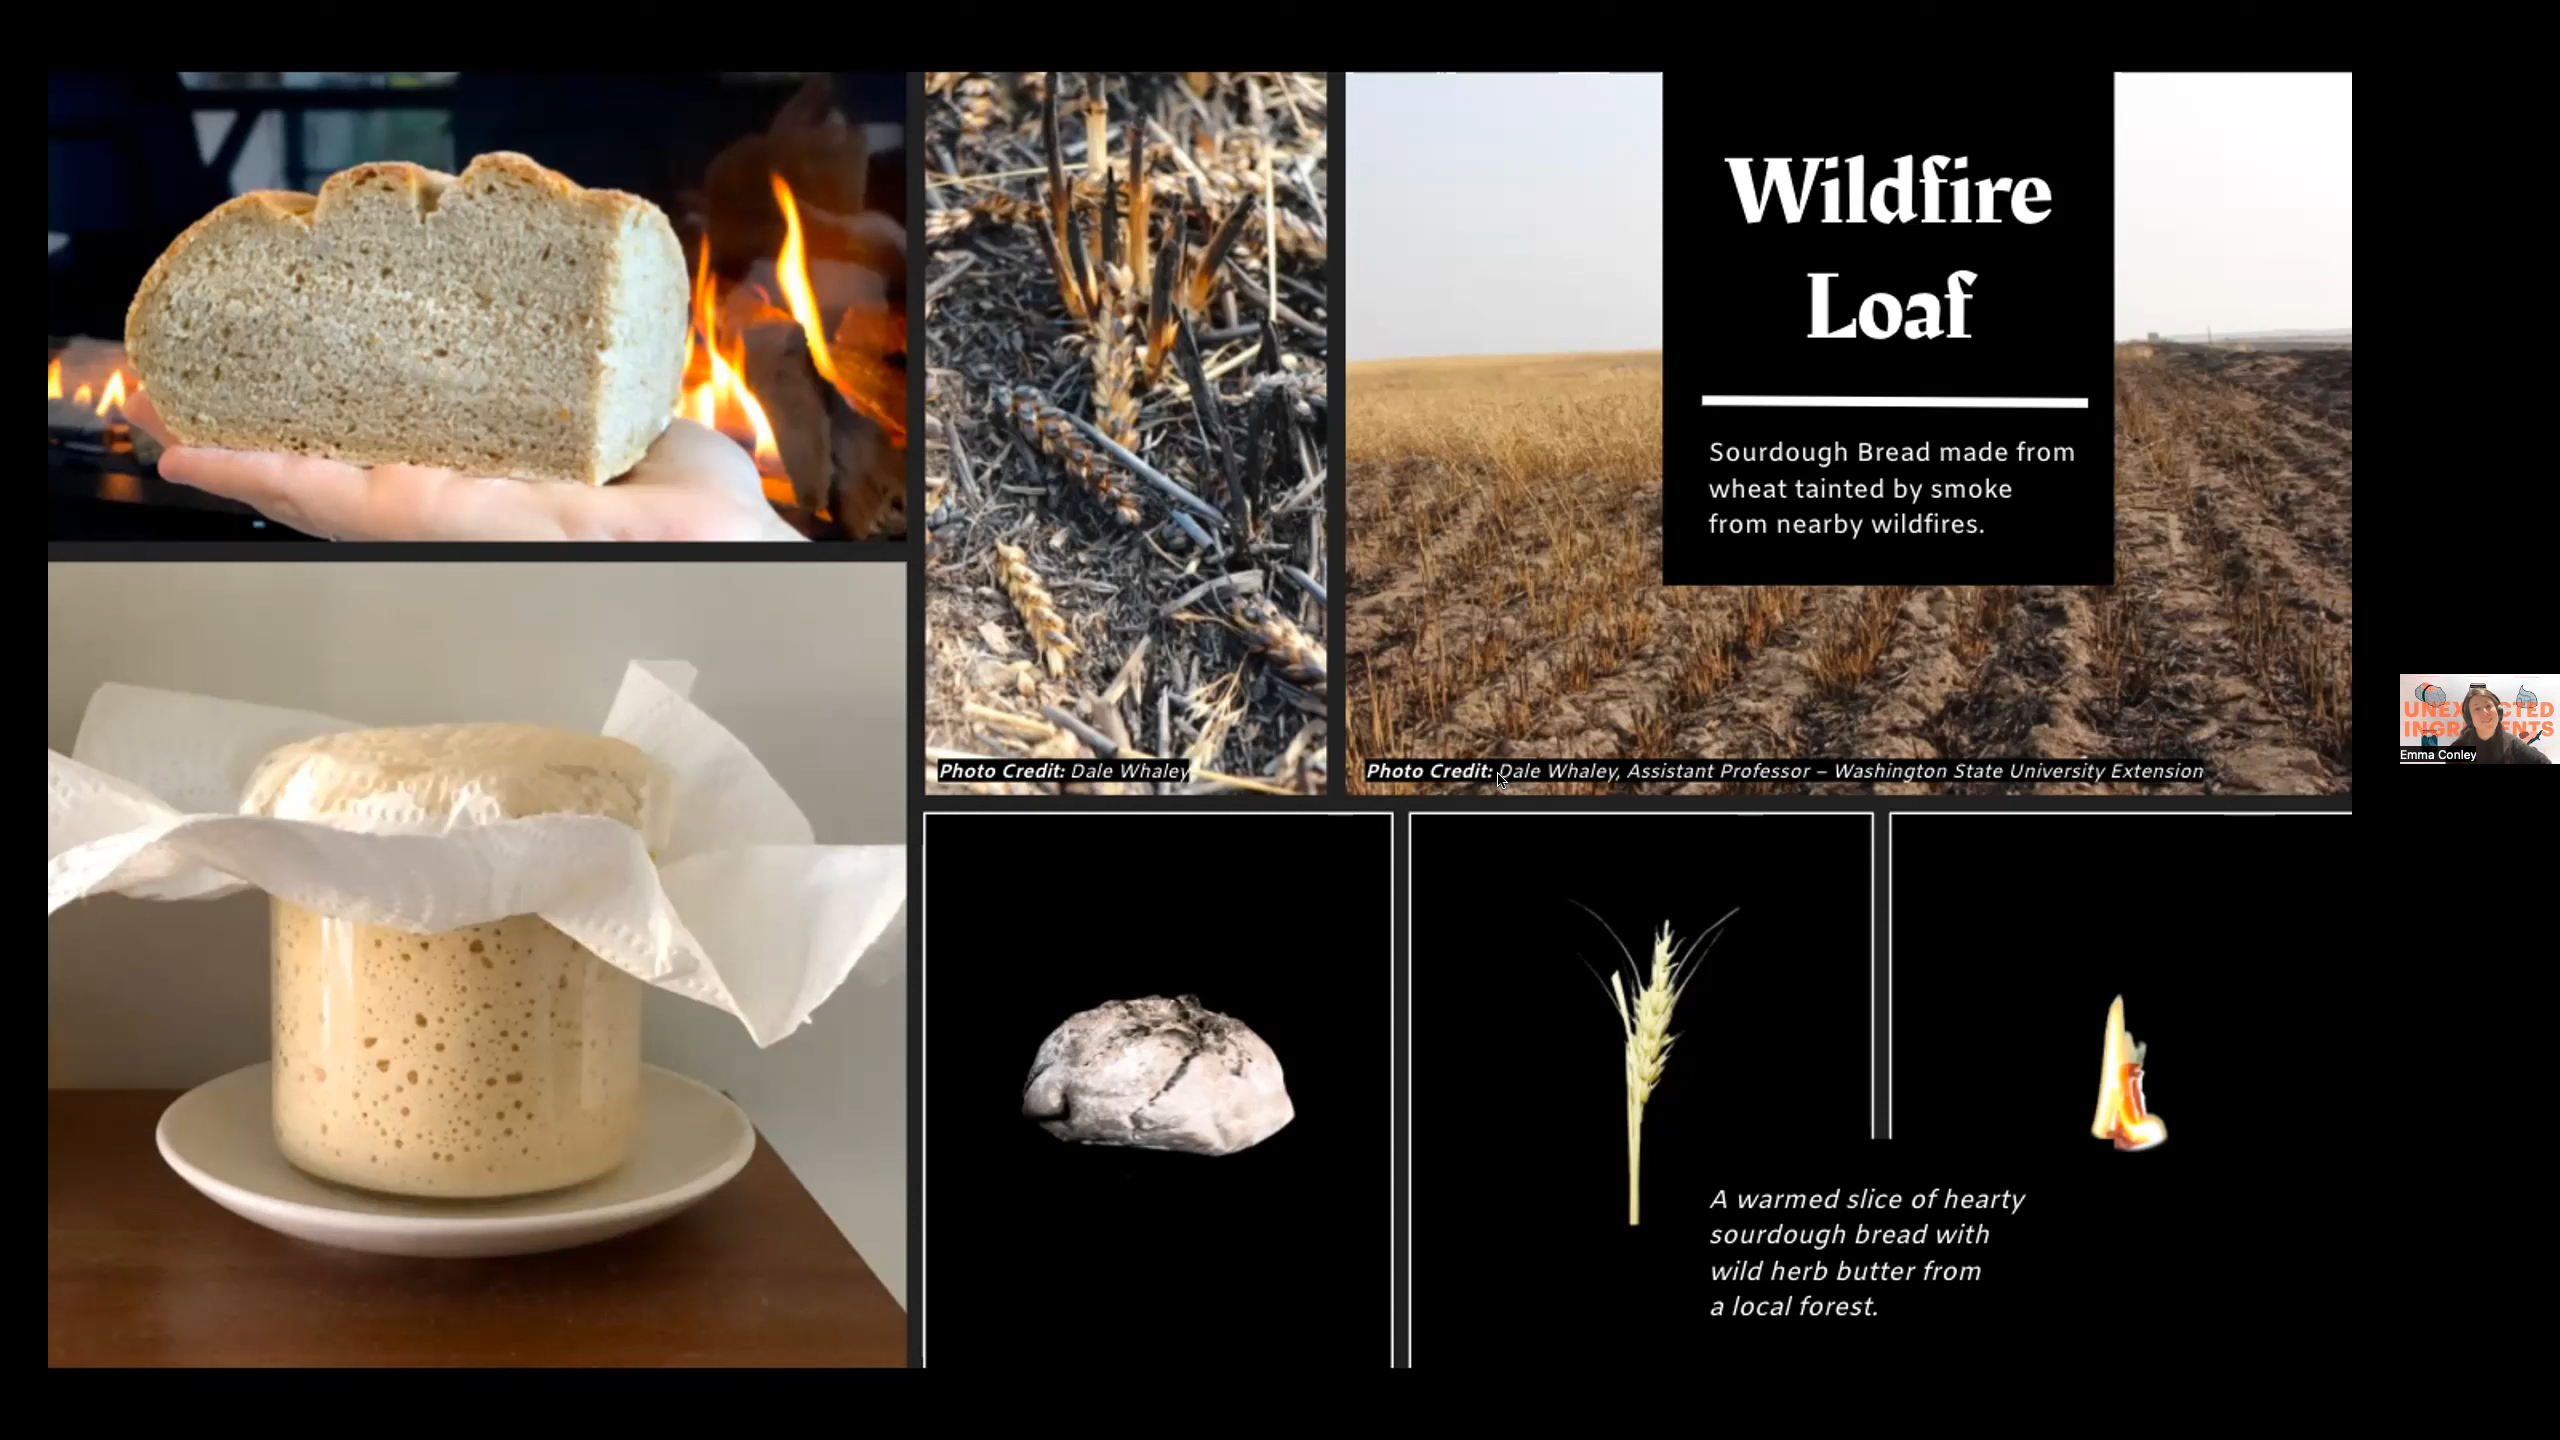 Wildfire
Loaf
Sourdough Bread made from
wheat tainted by smoke
from nearby wildfires.
Photo Credit: Dale Whaley
Photo Credit: Dale Whaley, Assistant Professor – Washington State University Extension
A warmed slice of hearty
sourdough bread with
wild herb butter from
a local forest.
Emma Conley